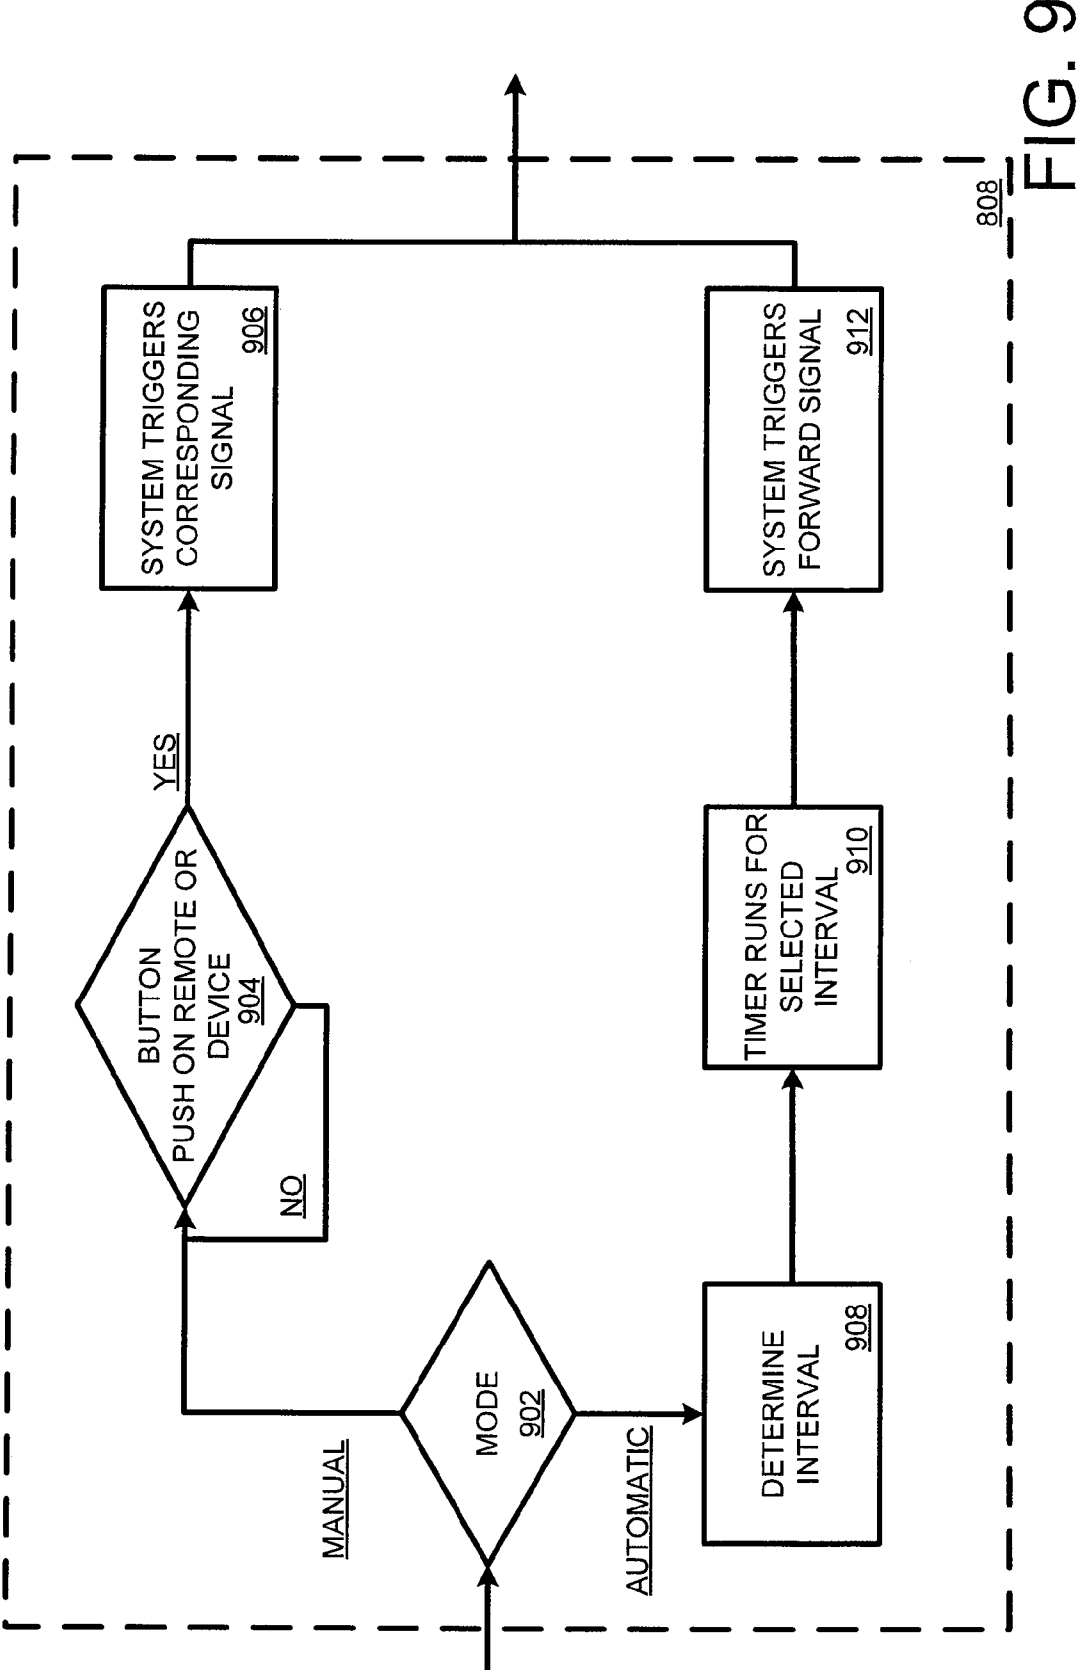 MANUAL
MODE
902
AUTOMATIC
NO
BUTTON
PUSH ON REMOTE OR
DEVICE
904
YES
SYSTEM TRIGGERS
CORRESPONDING
SIGNAL
906
DETERMINE
INTERVAL
908
TIMER RUNS FOR
SELECTED
INTERVAL
910
SYSTEM TRIGGERS
FORWARD SIGNAL
912
808
FIG. 9